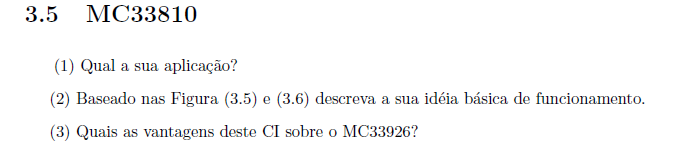 3.5 MC33810
(1) Qual a sua aplicação?
(2) Baseado nas Figura (3.5) e (3.6) descreva a sua idéia básica de funcionamento.
(3) Quais as vantagens deste CI sobre o MC33926?